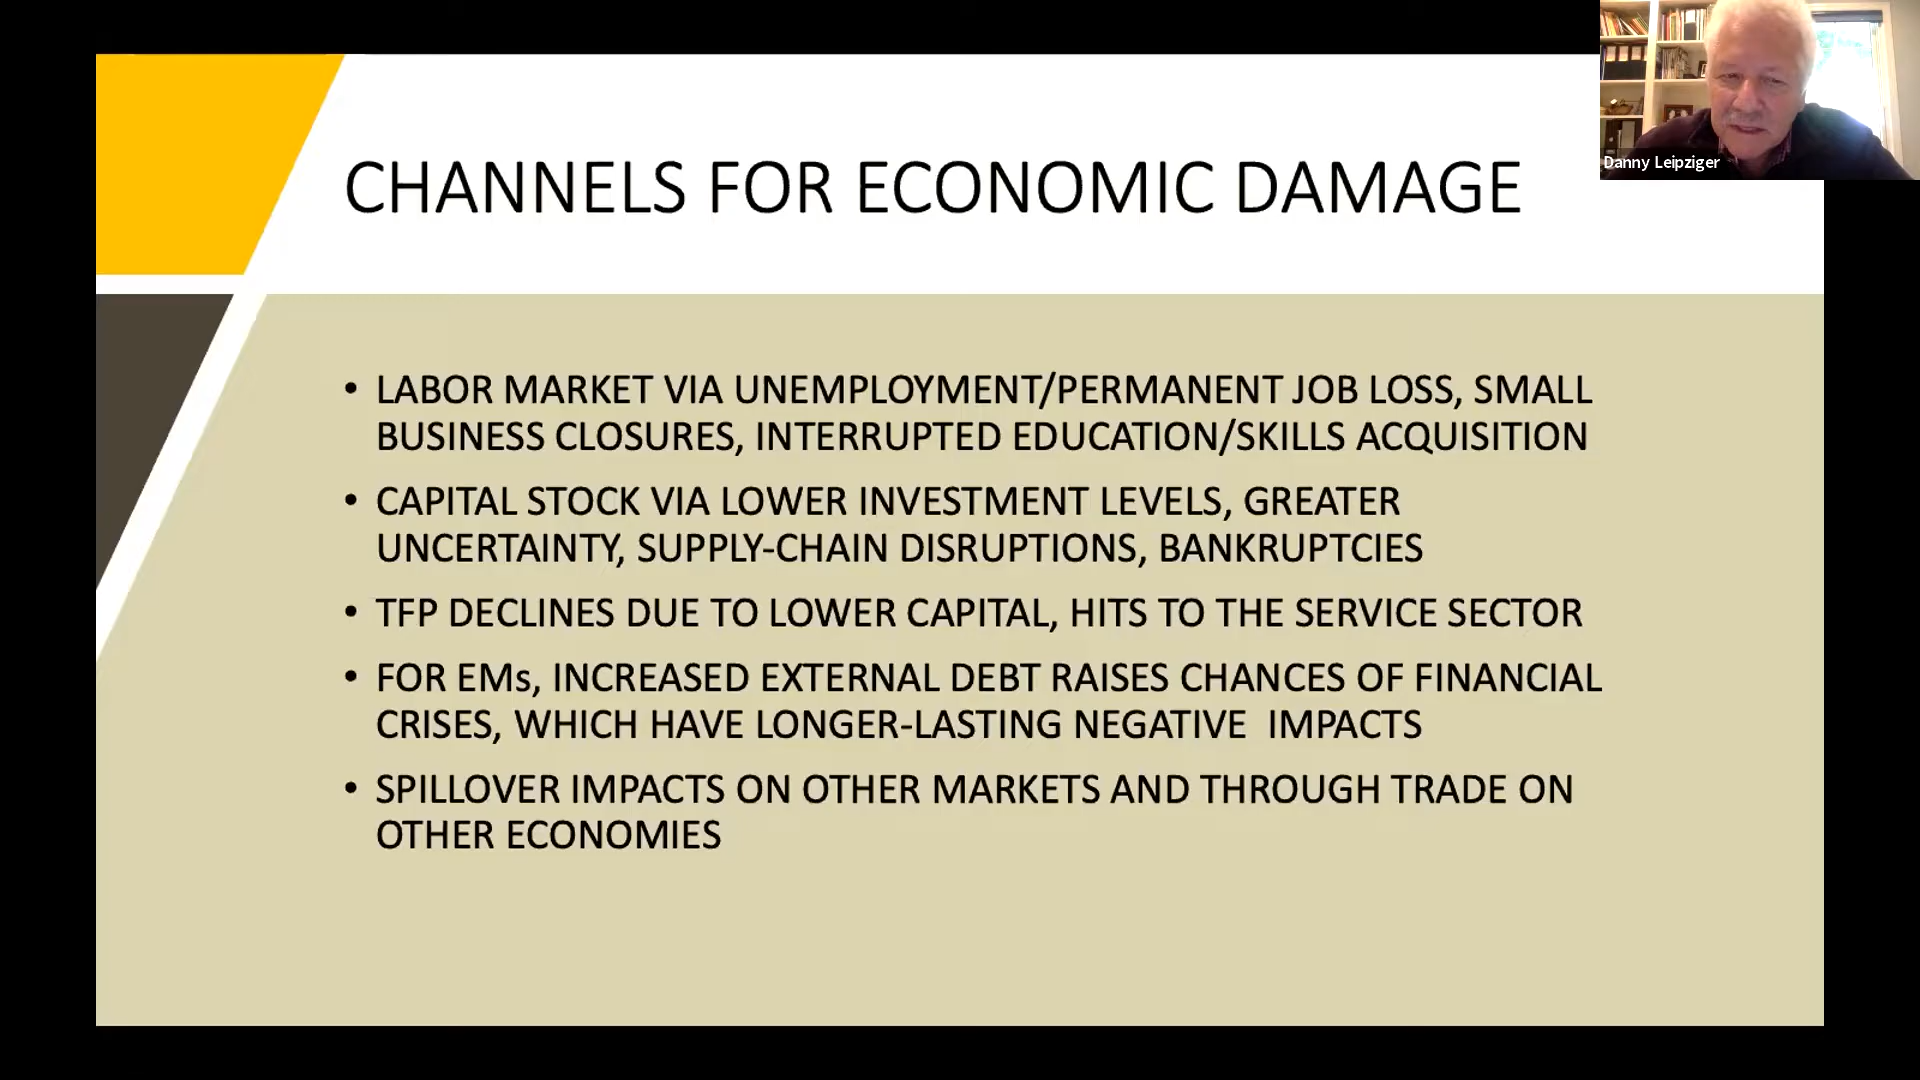 Danny Leipziger
CHANNELS FOR ECONOMIC DAMAGE
• LABOR MARKET VIA UNEMPLOYMENT/PERMANENT JOB LOSS, SMALL
BUSINESS CLOSURES, INTERRUPTED EDUCATION/SKILLS ACQUISITION
• CAPITAL STOCK VIA LOWER INVESTMENT LEVELS, GREATER
UNCERTAINTY, SUPPLY-CHAIN DISRUPTIONS, BANKRUPTCIES
• TFP DECLINES DUE TO LOWER CAPITAL, HITS TO THE SERVICE SECTOR
• FOR EMs, INCREASED EXTERNAL DEBT RAISES CHANCES OF FINANCIAL
CRISES, WHICH HAVE LONGER-LASTING NEGATIVE  IMPACTS
• SPILLOVER IMPACTS ON OTHER MARKETS AND THROUGH TRADE ON
OTHER ECONOMIES